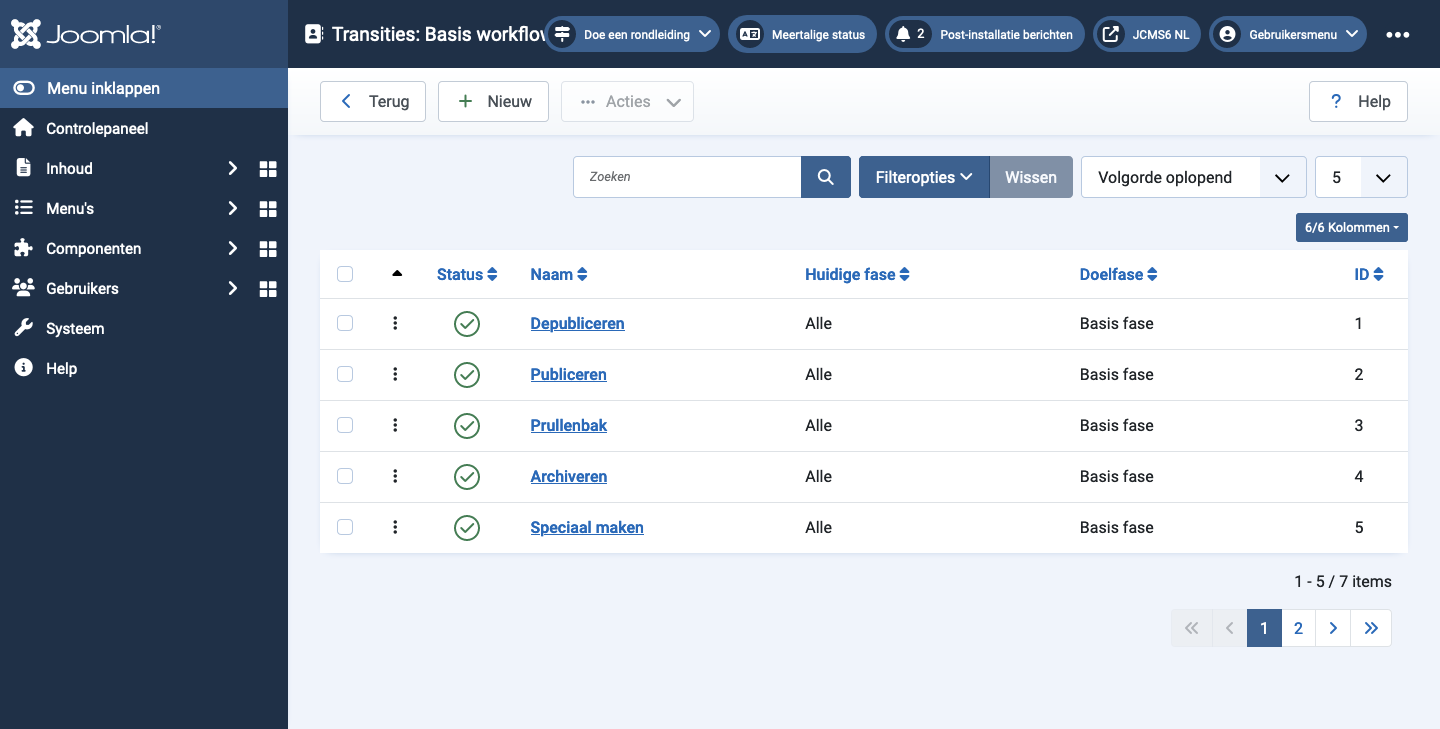 Joomla!®
Transities: Basis workflow
Doe een rondleiding
Meertalige status
2 Post-installatie berichten
JCMS6 NL
Gebruikersmenu
Menu inklappen
Controlepaneel
Inhoud
Menu's
Componenten
Gebruikers
Systeem
Help
Terug
Nieuw
Acties
? Help
Zoeken
Filteropties
Wissen
Volgorde oplopend
5
6/6 Kolommen
Status Naam Huidige fase Doelfase ID
Depubliceren Alle Basis fase 1
Publiceren Alle Basis fase 2
Prullenbak Alle Basis fase 3
Archiveren Alle Basis fase 4
Speciaal maken Alle Basis fase 5
1 - 5 / 7 items
1 2